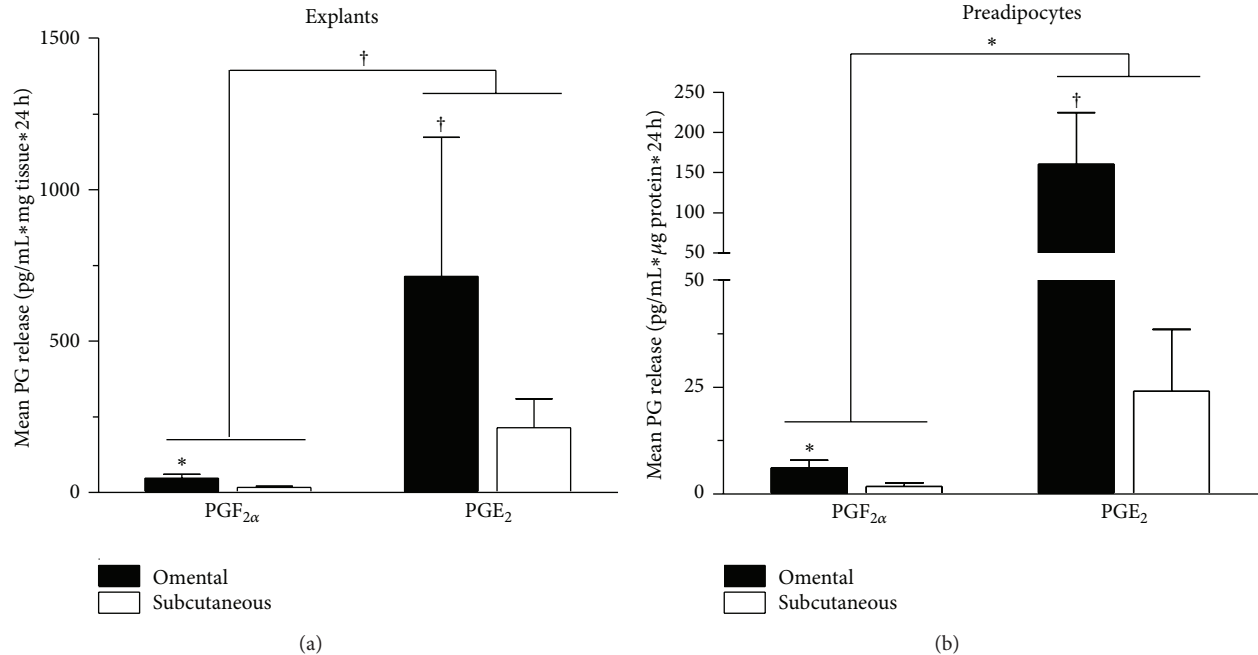 Explants
†
†
*
1500
1000
500
0
Mean PG release (pg/mL∗mg tissue∗24 h)
PGF2α
PGE2
Omental
Subcutaneous
(a)
Preadipocytes
*
†
*
250
200
150
100
50
50
25
0
Mean PG release (pg/mL∗μg protein∗24 h)
PGF2α
PGE2
Omental
Subcutaneous
(b)